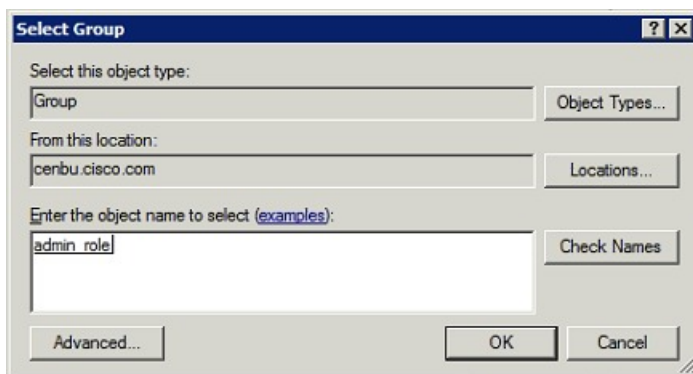 Select Group
? X
Select this object type:
Group
Object Types...
From this location:
cenbu.cisco.com
Locations...
Enter the object name to select (examples):
admin_role
Check Names
Advanced...
OK
Cancel